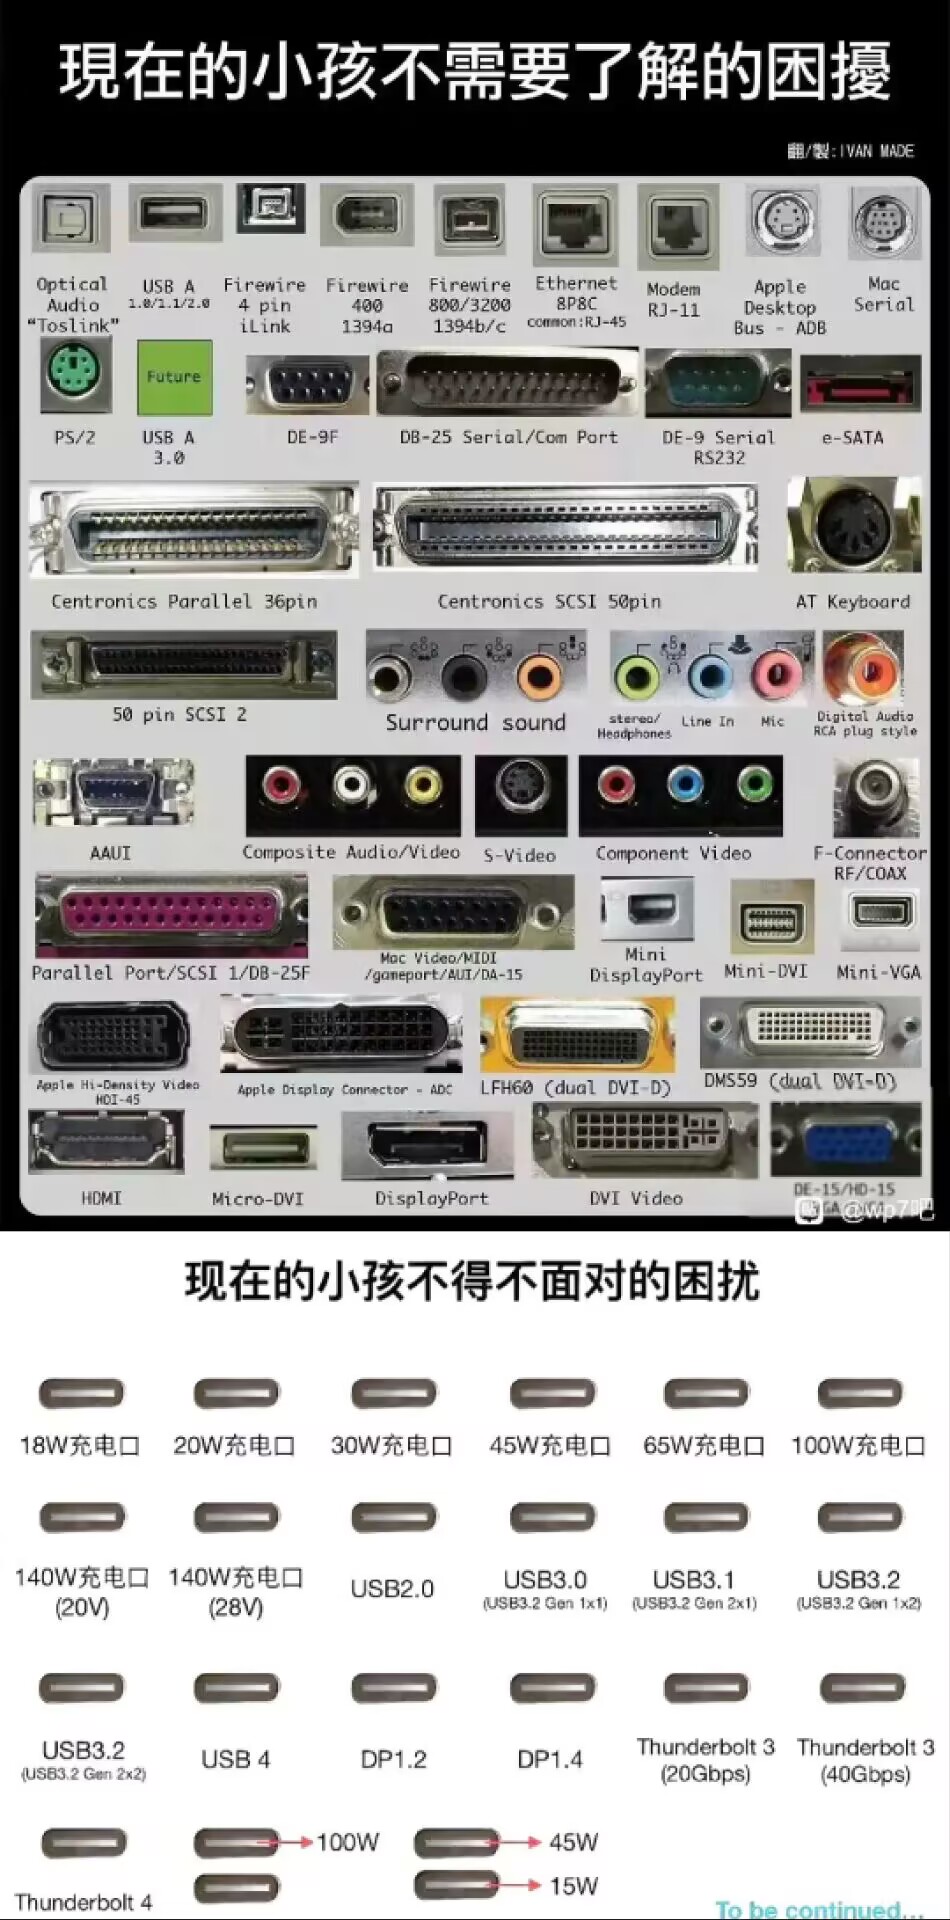 現在的小孩不需要了解的困擾
翻/製:IVAN MADE
Optical
Audio
“Toslink”
USB A
1.0/1.1/2.0
Firewire
4 pin
iLink
Firewire
400
1394a
Firewire
800/3200
1394b/c
Ethernet
8P8C
common:RJ-45
Modem
RJ-11
Apple
Desktop
Bus - ADB
Mac
Serial
PS/2
Future
USB A
3.0
DE-9F
DB-25 Serial/Com Port
DE-9 Serial
RS232
e-SATA
Centronics Parallel 36pin
Centronics SCSI 50pin
AT Keyboard
50 pin SCSI 2
Surround sound
stereo/
Headphones
Line In
Mic
Digital Audio
RCA plug style
AAUI
Composite Audio/Video
S-Video
Component Video
F-Connector
RF/COAX
Parallel Port/SCSI 1/DB-25F
Mac Video/MIDI
/gameport/AUI/DA-15
Mini
DisplayPort
Mini-DVI
Mini-VGA
Apple Hi-Density Video
HDI-45
Apple Display Connector - ADC
LFH60 (dual DVI-D)
DMS59 (dual DVI-D)
HDMI
Micro-DVI
DisplayPort
DVI Video
DE-15/HD-15
@wp7吧
现在的小孩不得不面对的困扰
18W充电口
20W充电口
30W充电口
45W充电口
65W充电口
100W充电口
140W充电口
(20V)
140W充电口
(28V)
USB2.0
USB3.0
(USB3.2 Gen 1x1)
USB3.1
(USB3.2 Gen 2x1)
USB3.2
(USB3.2 Gen 1x2)
USB3.2
(USB3.2 Gen 2x2)
USB 4
DP1.2
DP1.4
Thunderbolt 3
(20Gbps)
Thunderbolt 3
(40Gbps)
Thunderbolt 4
100W
45W
15W
To be continued...